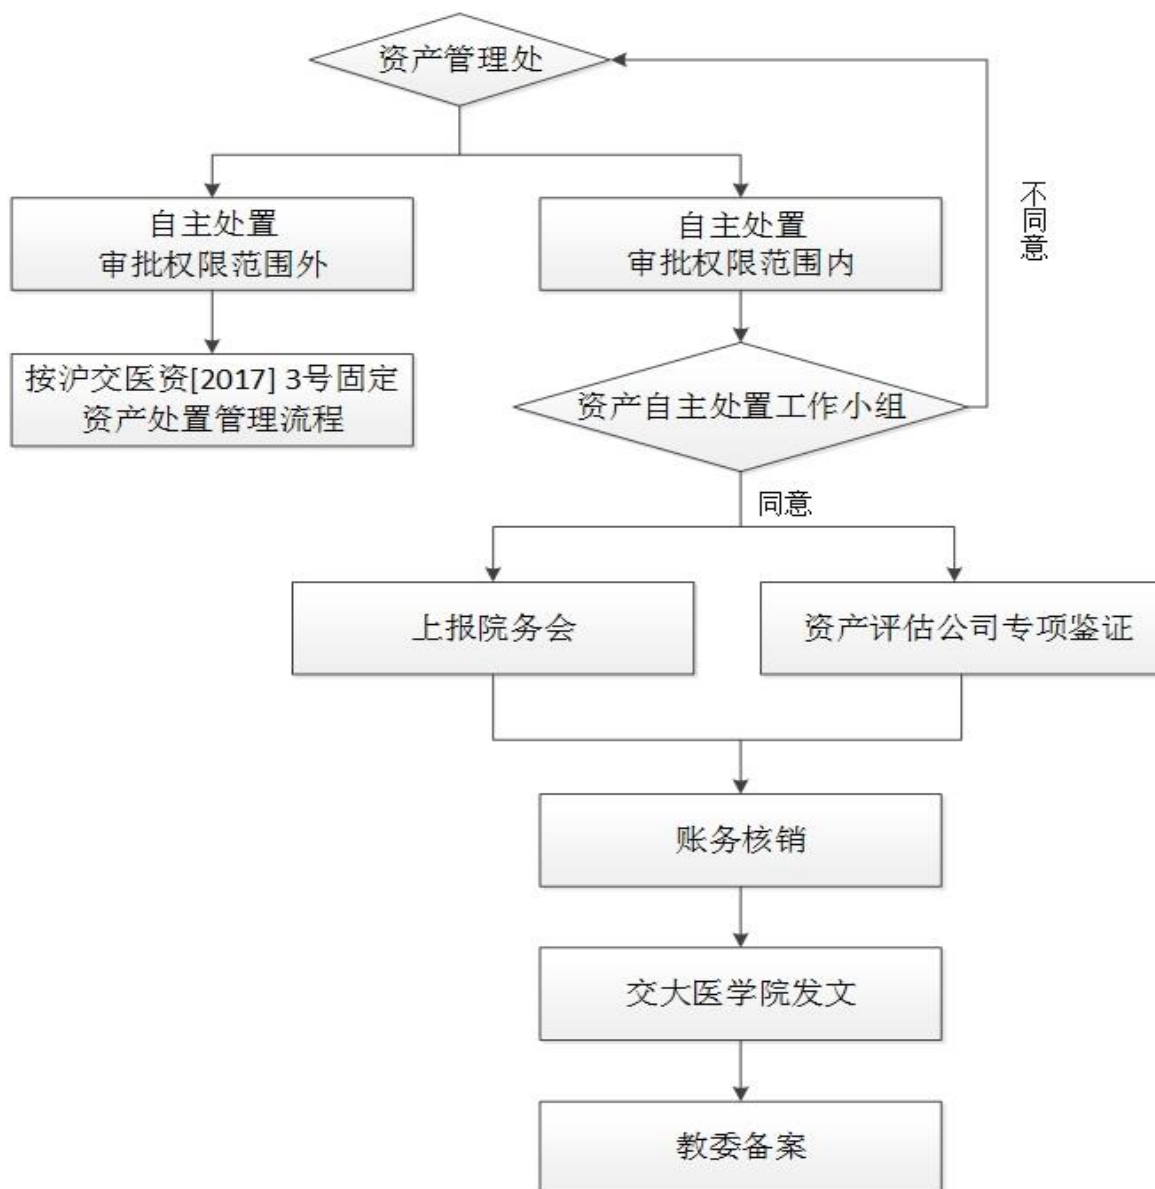 资产管理处
自主处置
审批权限范围外
自主处置
审批权限范围内
不同意
按沪交医资[2017] 3号固定
资产处置管理流程
资产自主处置工作小组
同意
上报院务会
资产评估公司专项鉴证
账务核销
交大医学院发文
教委备案